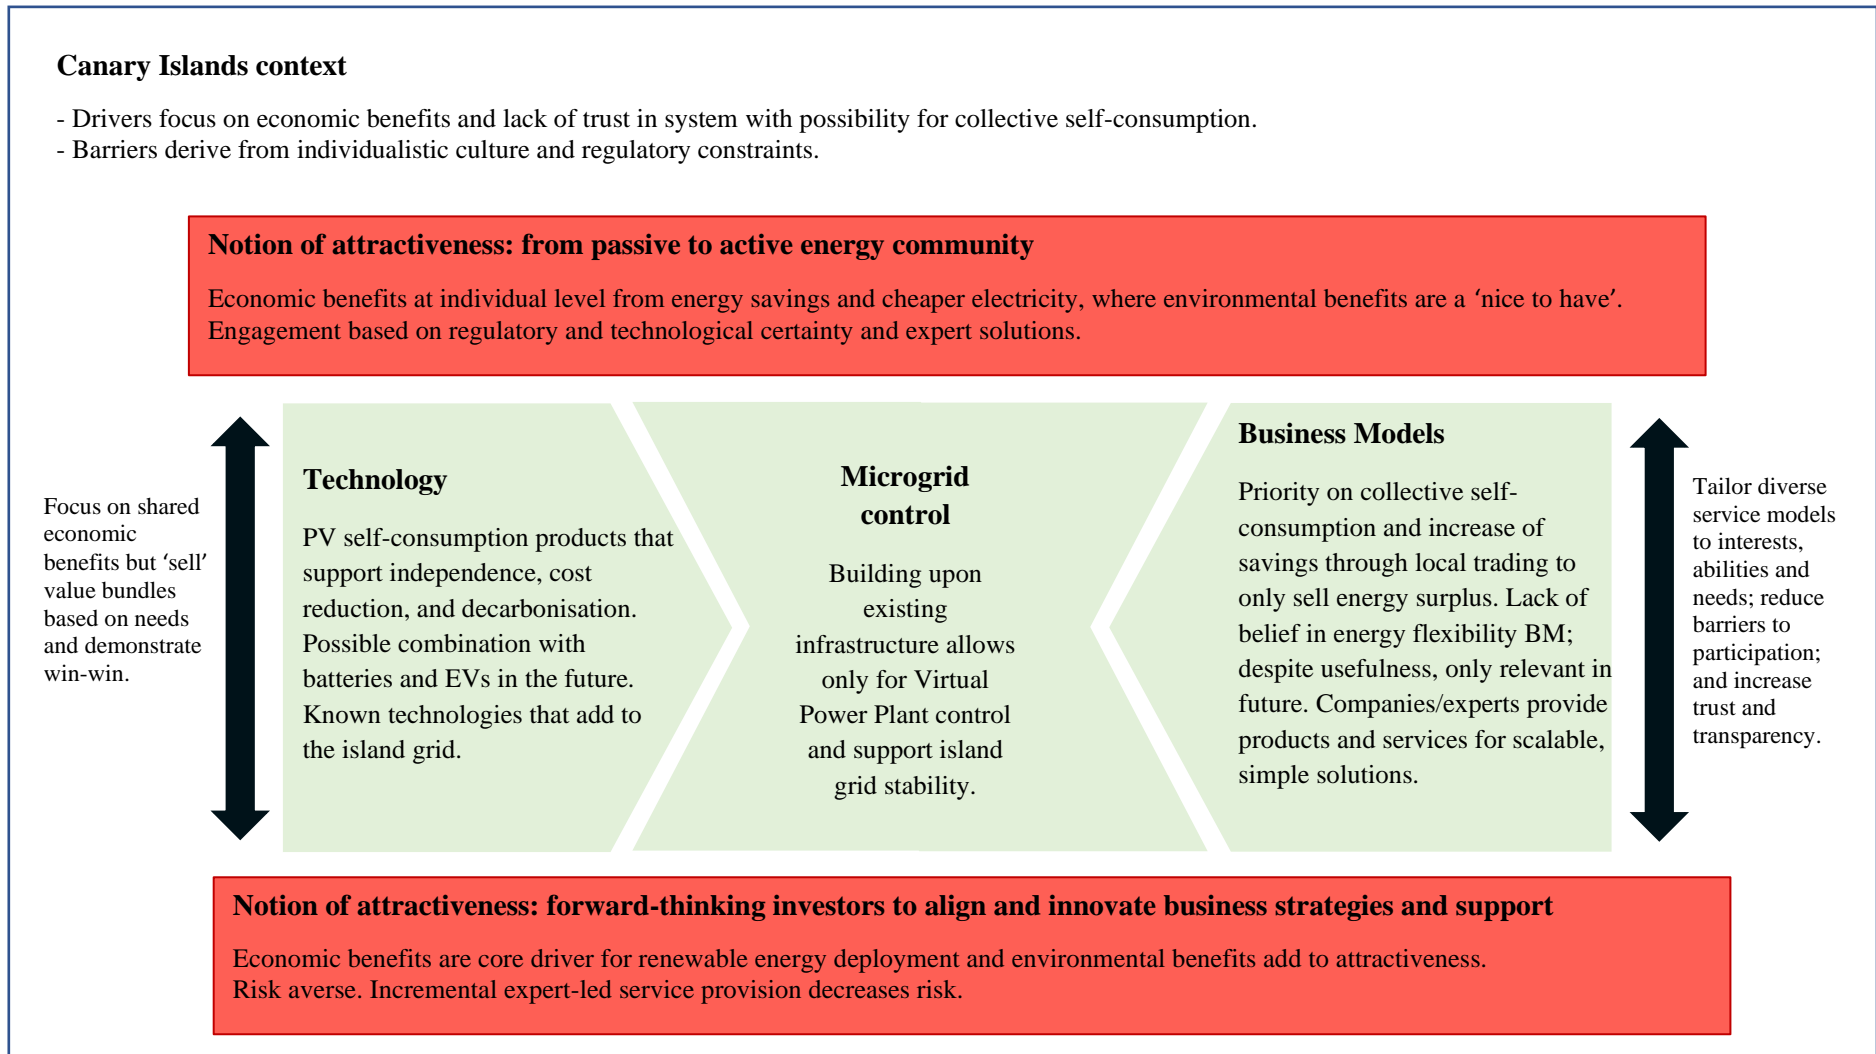 Canary Islands context
- Drivers focus on economic benefits and lack of trust in system with possibility for collective self-consumption.
- Barriers derive from individualistic culture and regulatory constraints.
Notion of attractiveness: from passive to active energy community
Economic benefits at individual level from energy savings and cheaper electricity, where environmental benefits are a ‘nice to have’.
Engagement based on regulatory and technological certainty and expert solutions.
Focus on shared
economic
benefits but ‘sell’
value bundles
based on needs
and demonstrate
win-win.
Technology
PV self-consumption products that
support independence, cost
reduction, and decarbonisation.
Possible combination with
batteries and EVs in the future.
Known technologies that add to
the island grid.
Microgrid
control
Building upon
existing
infrastructure allows
only for Virtual
Power Plant control
and support island
grid stability.
Business Models
Priority on collective self-
consumption and increase of
savings through local trading to
only sell energy surplus. Lack of
belief in energy flexibility BM;
despite usefulness, only relevant in
future. Companies/experts provide
products and services for scalable,
simple solutions.
Tailor diverse
service models
to interests,
abilities and
needs; reduce
barriers to
participation;
and increase
trust and
transparency.
Notion of attractiveness: forward-thinking investors to align and innovate business strategies and support
Economic benefits are core driver for renewable energy deployment and environmental benefits add to attractiveness.
Risk averse. Incremental expert-led service provision decreases risk.